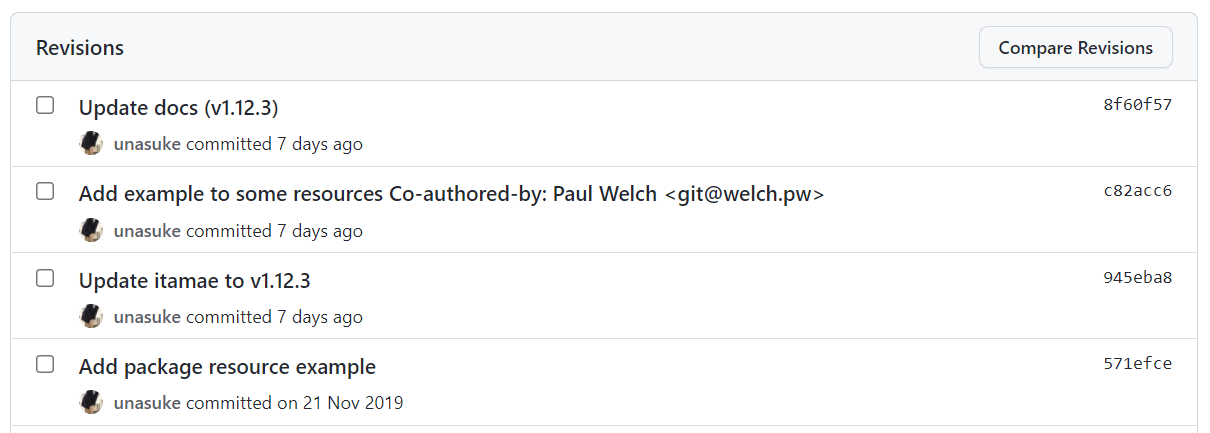 Revisions
Compare Revisions
Update docs (v1.12.3)
8f60f57
unasuke committed 7 days ago
Add example to some resources Co-authored-by: Paul Welch <git@welch.pw>
c82acc6
unasuke committed 7 days ago
Update itamae to v1.12.3
945eba8
unasuke committed 7 days ago
Add package resource example
571efce
unasuke committed on 21 Nov 2019